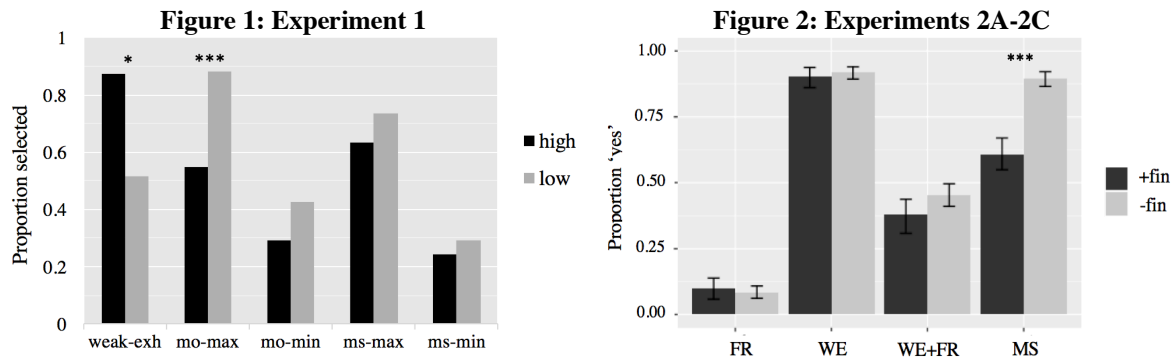 Figure 1: Experiment 1
1
0.8
0.6
0.4
0.2
0
Proportion selected
* ***
weak-exh mo-max mo-min ms-max ms-min
high
low
Figure 2: Experiments 2A-2C
1.00
0.75
0.50
0.25
0.00
Proportion ‘yes’
***
FR WE WE+FR MS
+fin
-fin